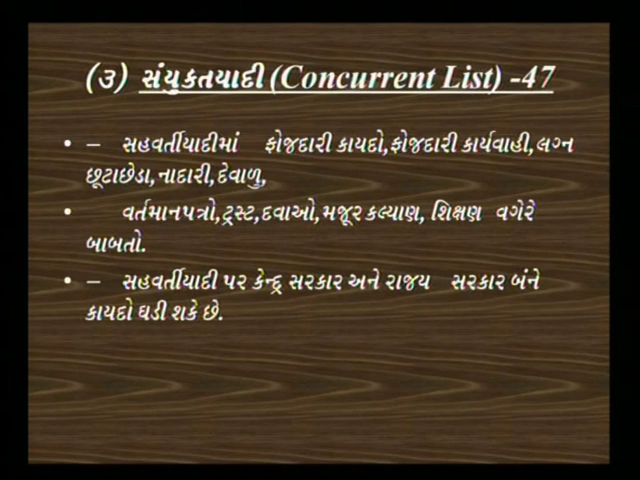 (૩) સંયુકતયાદી (Concurrent List) -47
• – સહવર્તીયાદીમાં ફોજદારી કાયદો,ફોજદારી કાર્યવાહી,લગ્ન
છૂટાછેડા,નાદારી,દેવાળુ,
• વર્તમાનપત્રો,ટ્રસ્ટ,દવાઓ,મજૂર કલ્યાણ, શિક્ષણ વગેરે
બાબતો.
• – સહવર્તીયાદી પર કેન્દ્ર સરકાર અને રાજય સરકાર બંને
કાયદો ઘડી શકે છે.